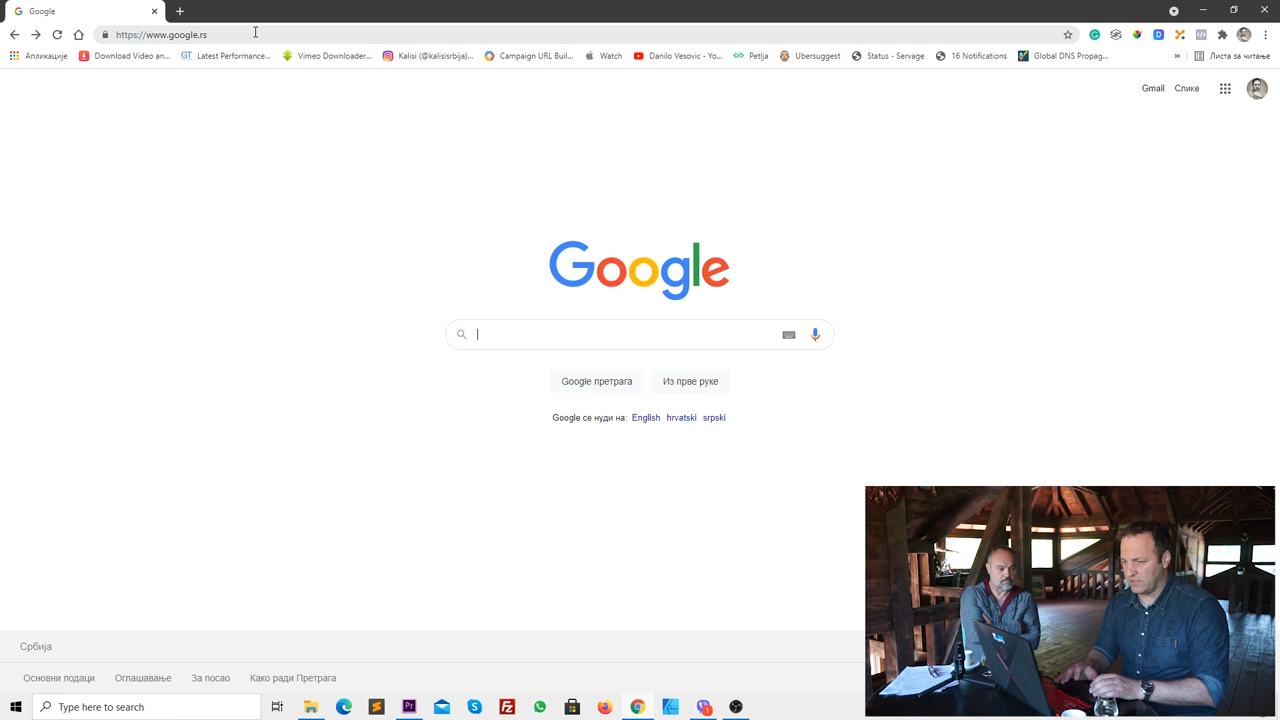 Google
https://www.google.rs
Апликације
Download Video an...
Latest Performance...
Vimeo Downloader...
Kalisi (@kalisisrbija)...
Campaign URL Buil...
Watch
Danilo Vesovic - Yo...
Petlja
Ubersuggest
Status - Servage
16 Notifications
Global DNS Propag...
»
Листа за читање
Gmail
Слике
Google
Google претрага
Из прве руке
Google се нуди на: English hrvatski srpski
Србија
Основни подаци
Оглашавање
За посао
Како ради Претрага
Type here to search